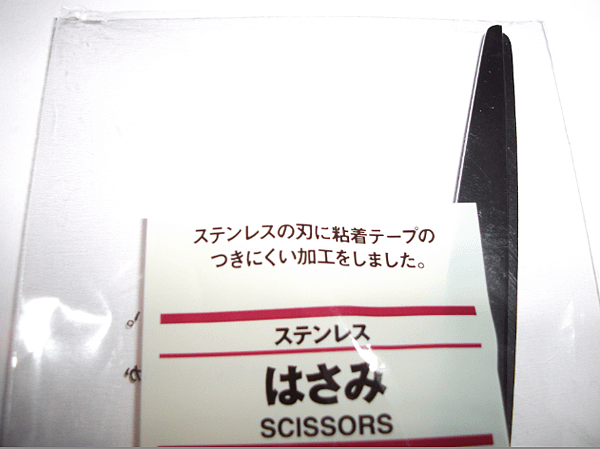 ステンレスの刃に粘着テープの
つきにくい加工をしました。
ステンレス
はさみ
SCISSORS